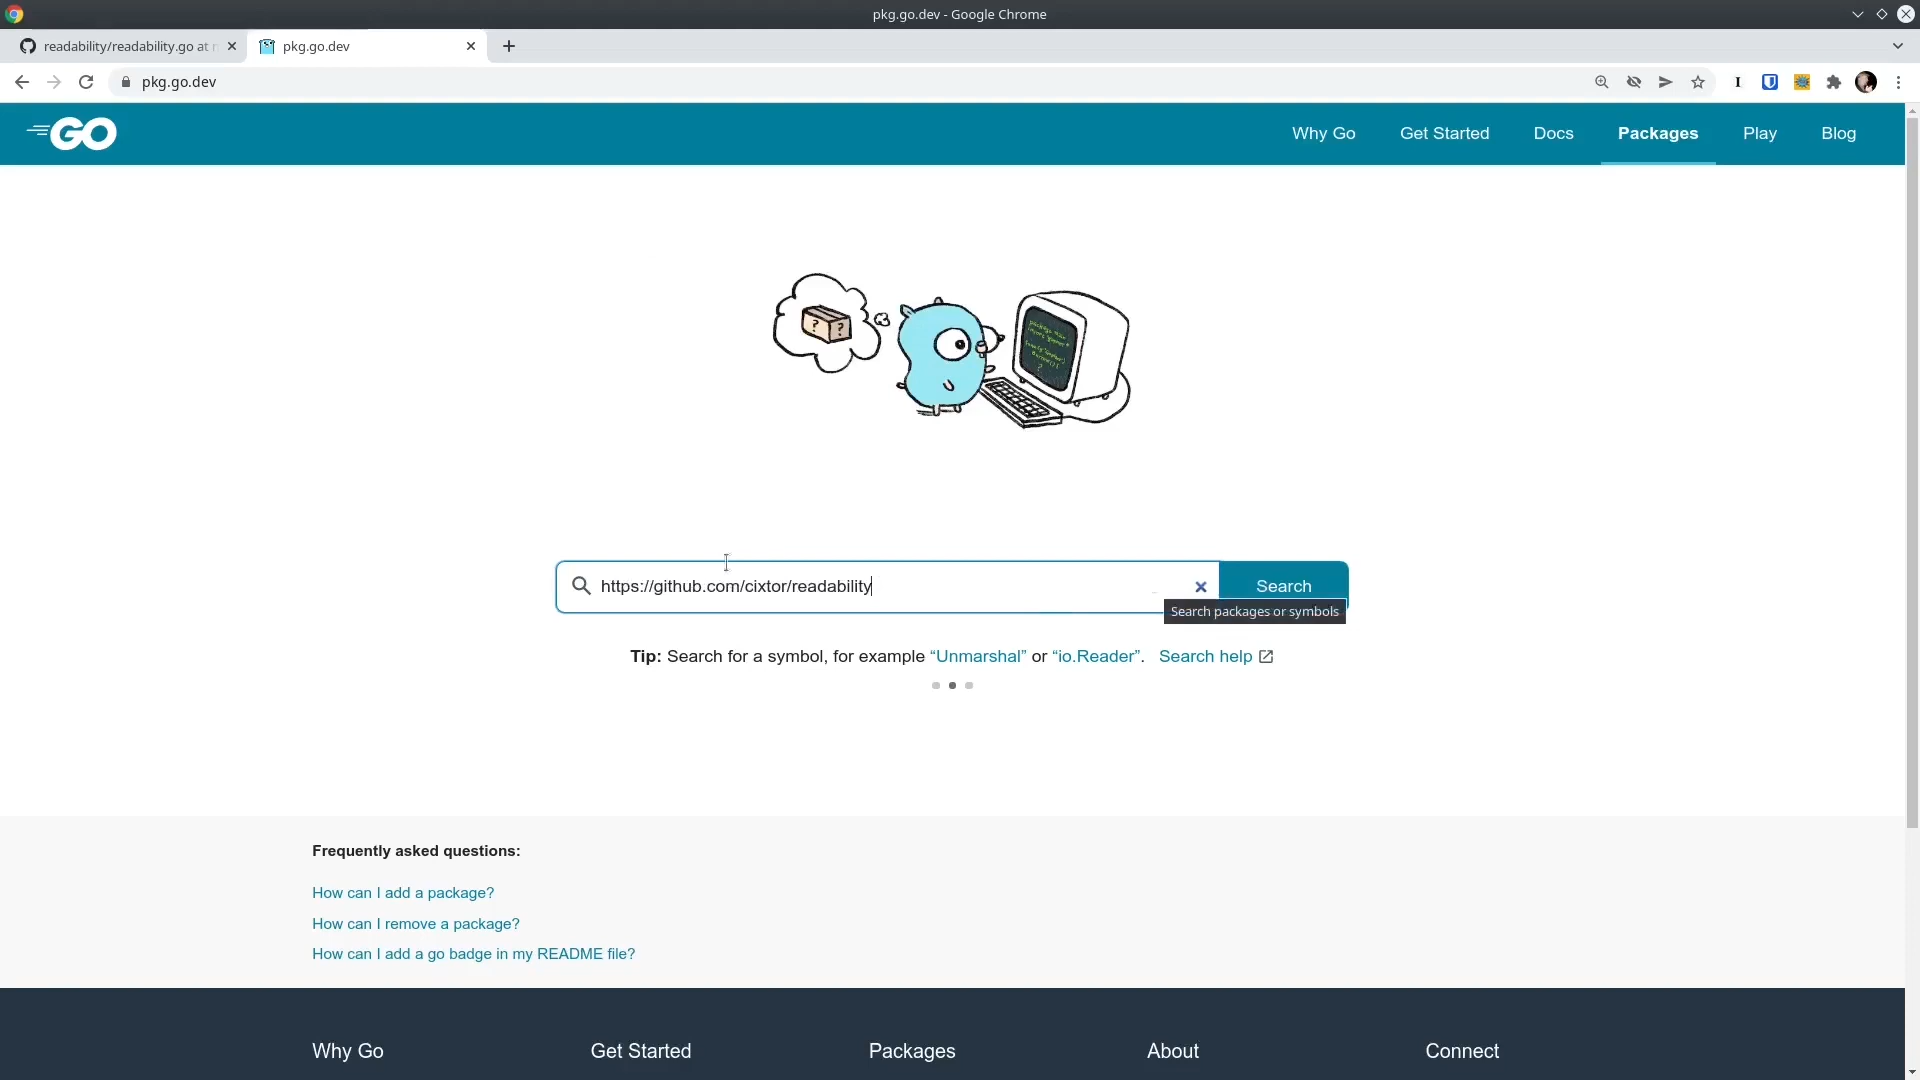 pkg.go.dev - Google Chrome
readability/readability.go at
pkg.go.dev
pkg.go.dev
GO
Why Go
Get Started
Docs
Packages
Play
Blog
https://github.com/cixtor/readability
Search
Search packages or symbols
Tip: Search for a symbol, for example “Unmarshal” or “io.Reader”. Search help
Frequently asked questions:
How can I add a package?
How can I remove a package?
How can I add a go badge in my README file?
Why Go
Get Started
Packages
About
Connect